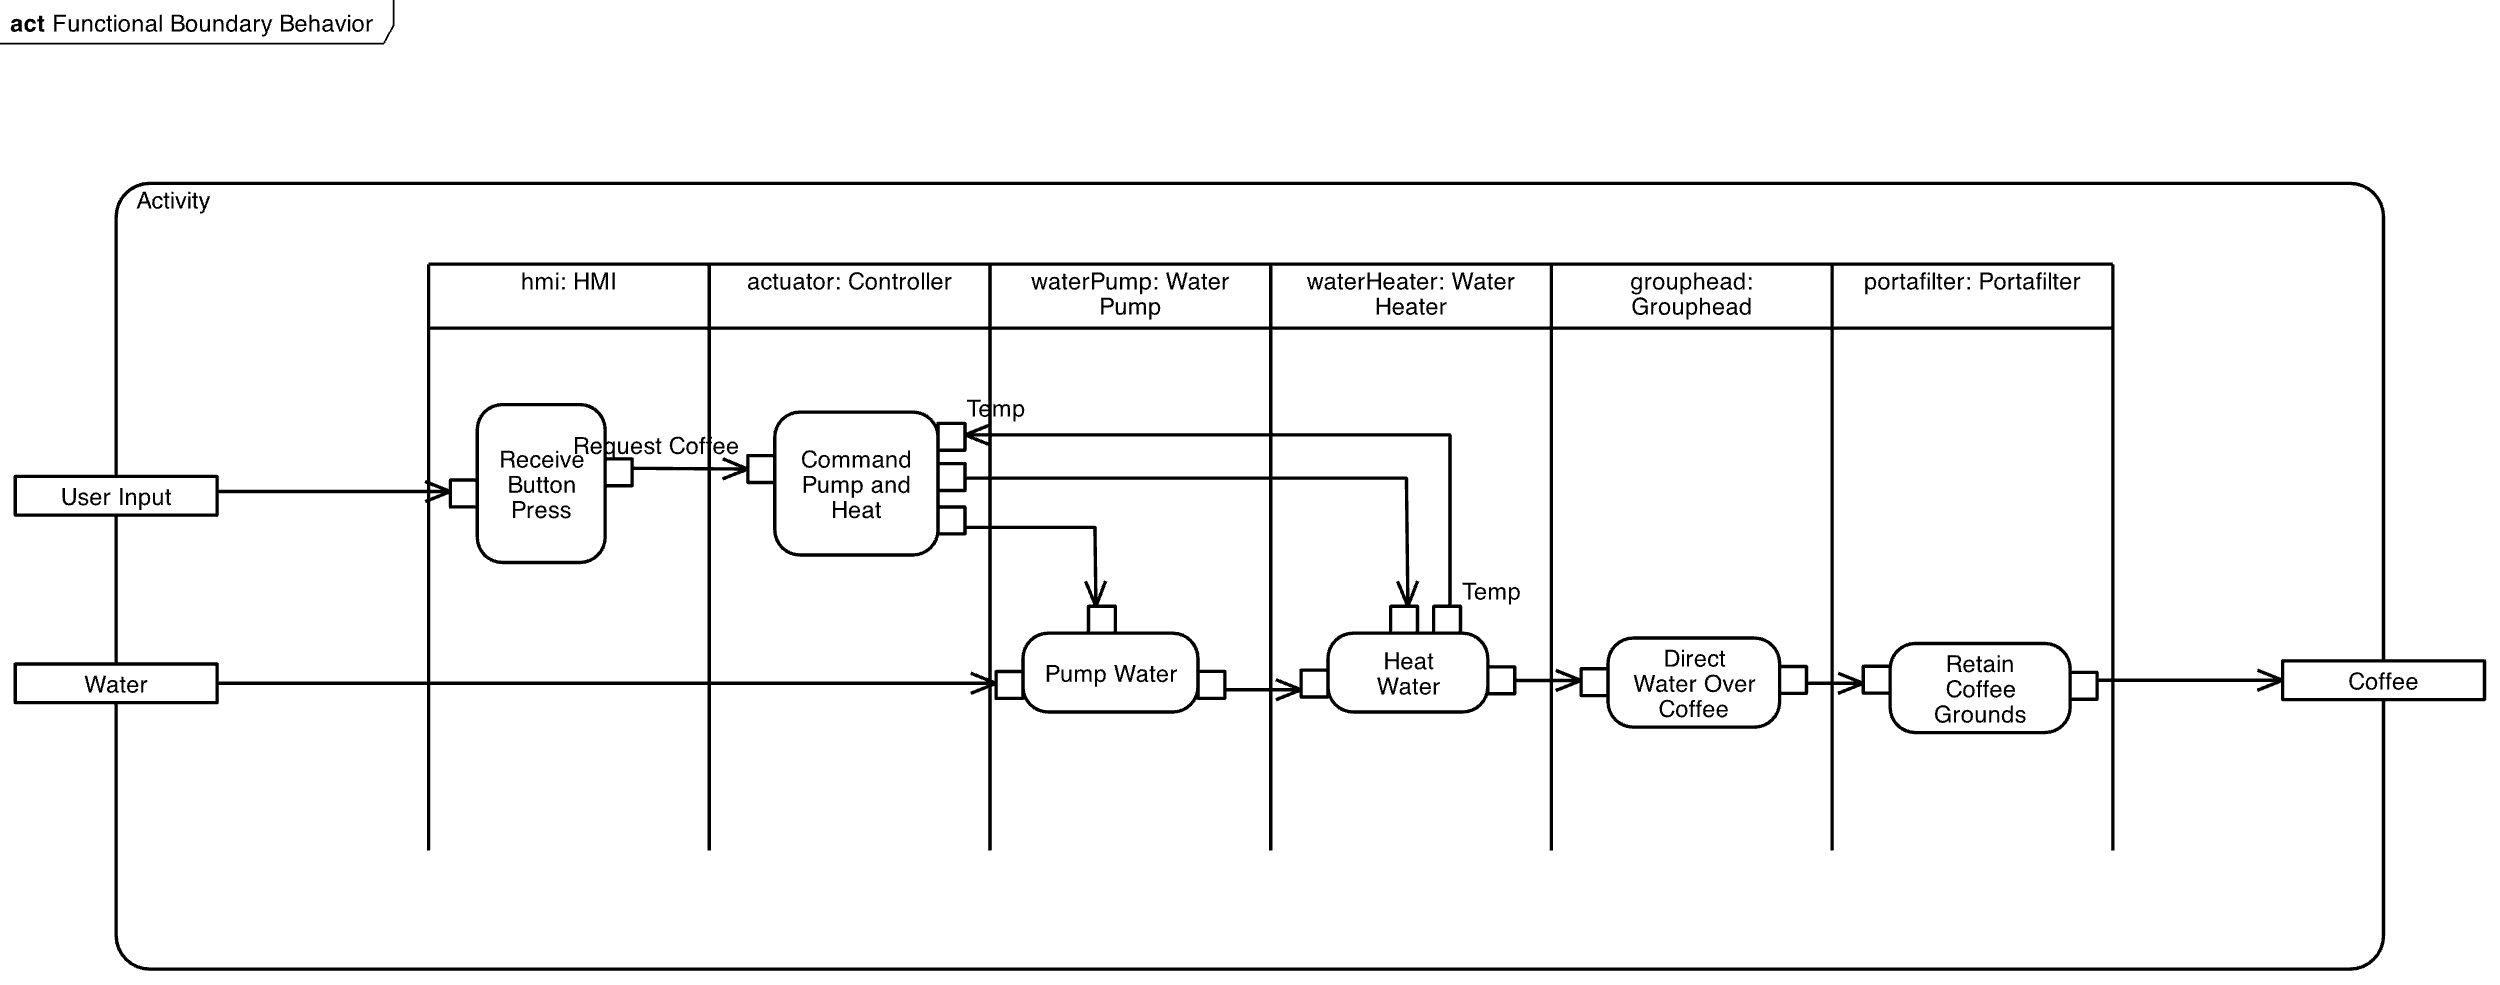 act Functional Boundary Behavior
Activity
hmi: HMI
actuator: Controller
waterPump: Water
Pump
waterHeater: Water
Heater
grouphead:
Grouphead
portafilter: Portafilter
Temp
Request Coffee
Receive
Button
Press
Command
Pump and
Heat
User Input
Temp
Water
Pump Water
Heat
Water
Direct
Water Over
Coffee
Retain
Coffee
Grounds
Coffee